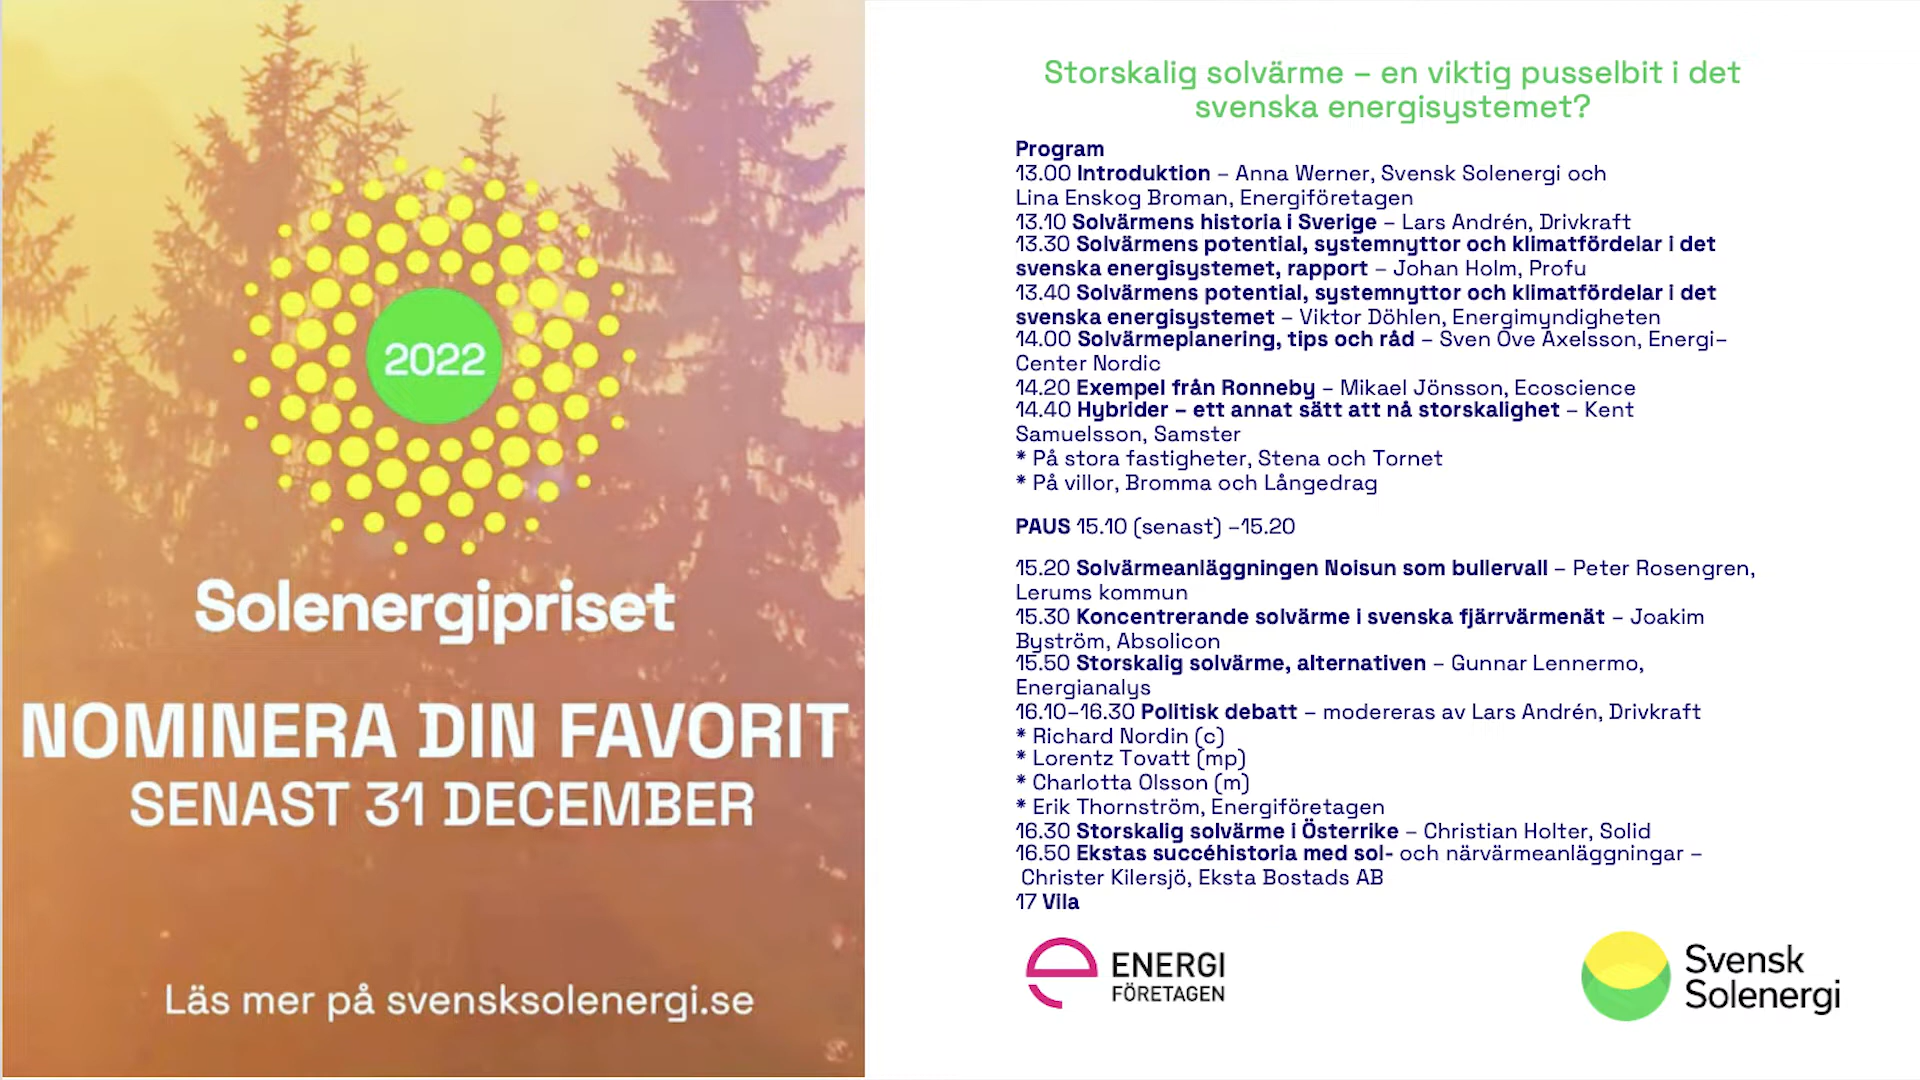 2022
Solenergipriset
NOMINERA DIN FAVORIT
SENAST 31 DECEMBER
Läs mer på svensksolenergi.se
Storskalig solvärme – en viktig pusselbit i det
svenska energisystemet?
Program
13.00 Introduktion – Anna Werner, Svensk Solenergi och
Lina Enskog Broman, Energiföretagen
13.10 Solvärmens historia i Sverige – Lars Andrén, Drivkraft
13.30 Solvärmens potential, systemnyttor och klimatfördelar i det
svenska energisystemet, rapport – Johan Holm, Profu
13.40 Solvärmens potential, systemnyttor och klimatfördelar i det
svenska energisystemet – Viktor Döhlen, Energimyndigheten
14.00 Solvärmeplanering, tips och råd – Sven Ove Axelsson, Energi–
Center Nordic
14.20 Exempel från Ronneby – Mikael Jönsson, Ecoscience
14.40 Hybrider – ett annat sätt att nå storskalighet – Kent
Samuelsson, Samster
* På stora fastigheter, Stena och Tornet
* På villor, Bromma och Långedrag
PAUS 15.10 (senast) –15.20
15.20 Solvärmeanläggningen Noisun som bullervall – Peter Rosengren,
Lerums kommun
15.30 Koncentrerande solvärme i svenska fjärrvärmenät – Joakim
Byström, Absolicon
15.50 Storskalig solvärme, alternativen – Gunnar Lennermo,
Energianalys
16.10–16.30 Politisk debatt – modereras av Lars Andrén, Drivkraft
* Richard Nordin (c)
* Lorentz Tovatt (mp)
* Charlotta Olsson (m)
* Erik Thornström, Energiföretagen
16.30 Storskalig solvärme i Österrike – Christian Holter, Solid
16.50 Ekstas succéhistoria med sol- och närvärmeanläggningar –
Christer Kilersjö, Eksta Bostads AB
17 Vila
ENERGI
FÖRETAGEN
Svensk
Solenergi